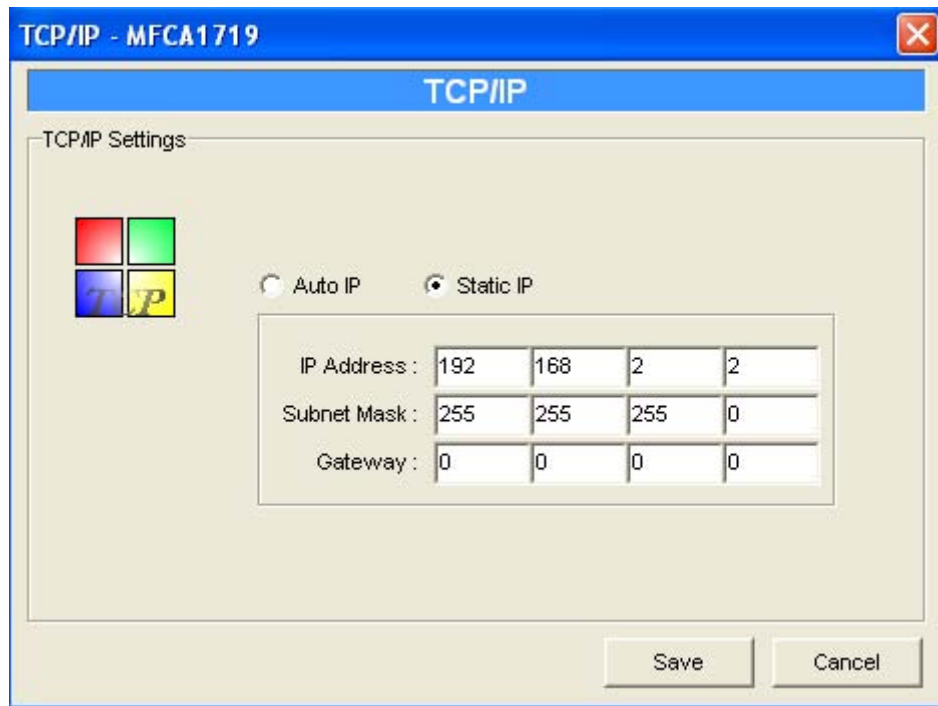 TCP/IP - MFCA1719
TCP/IP
TCP/IP Settings
TCP
Auto IP Static IP
IP Address : 192 168 2 2
Subnet Mask : 255 255 255 0
Gateway : 0 0 0 0
Save Cancel